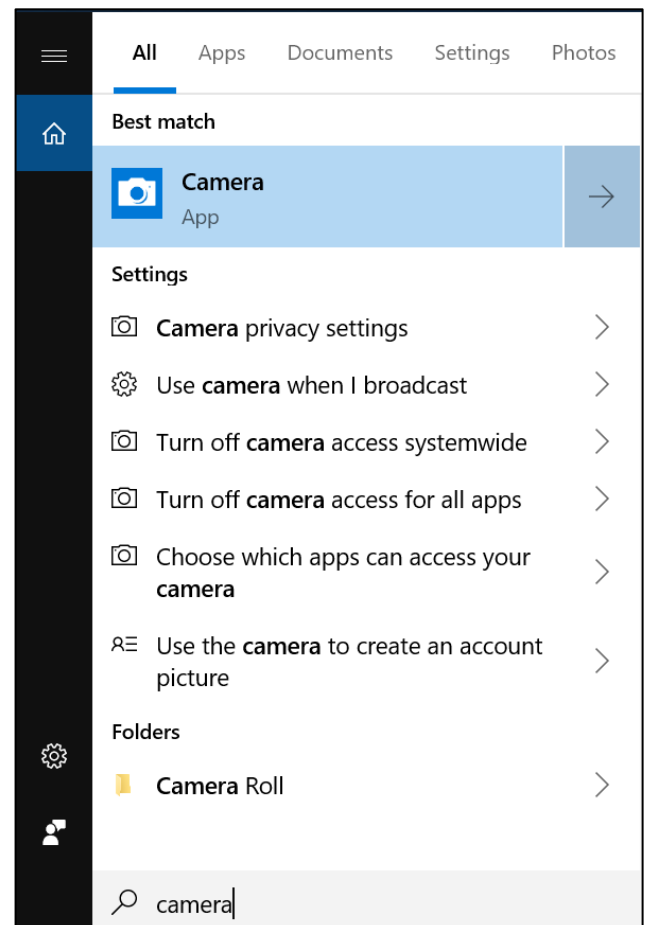 All Apps Documents Settings Photos
Best match
Camera
App
Settings
Camera privacy settings
Use camera when I broadcast
Turn off camera access systemwide
Turn off camera access for all apps
Choose which apps can access your
camera
Use the camera to create an account
picture
Folders
Camera Roll
camera